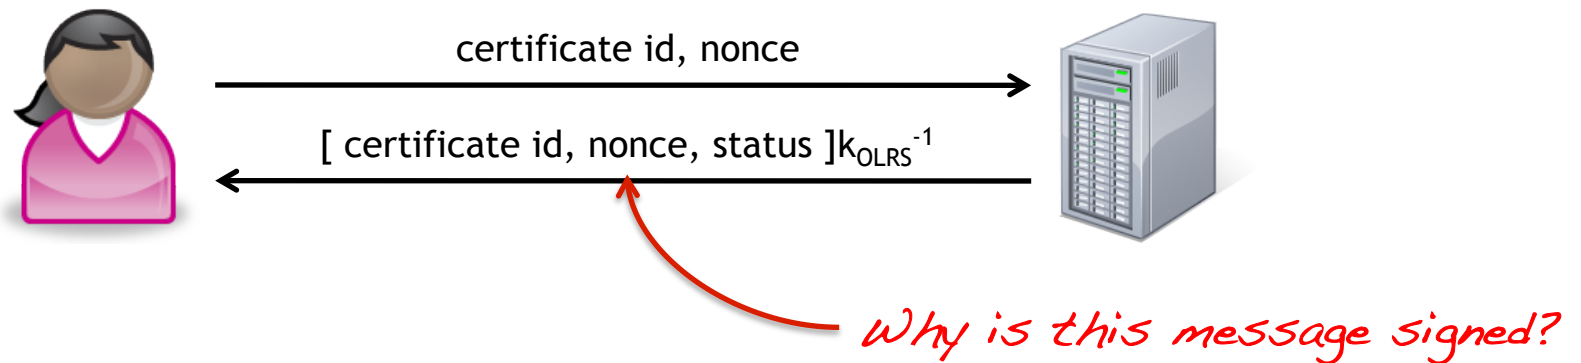 certificate id, nonce
[ certificate id, nonce, status ]kOLRS-1
Why is this message signed?